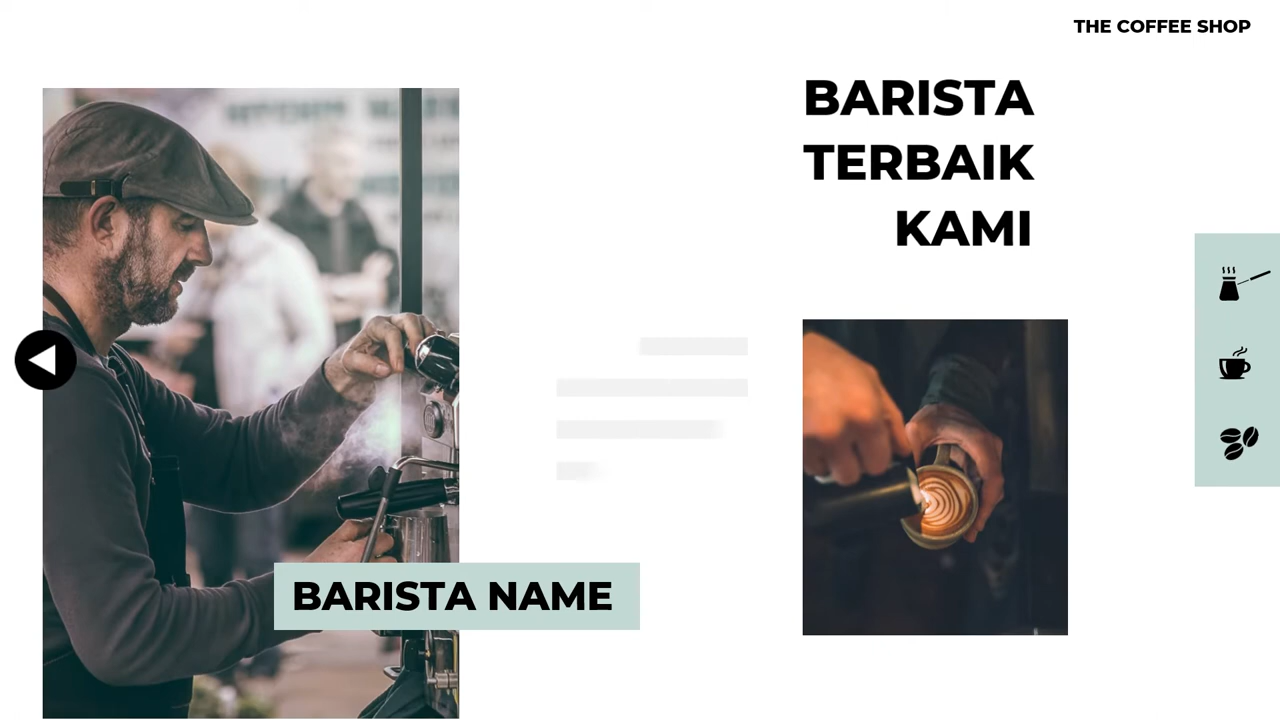 THE COFFEE SHOP
BARISTA
TERBAIK
KAMI
BARISTA NAME